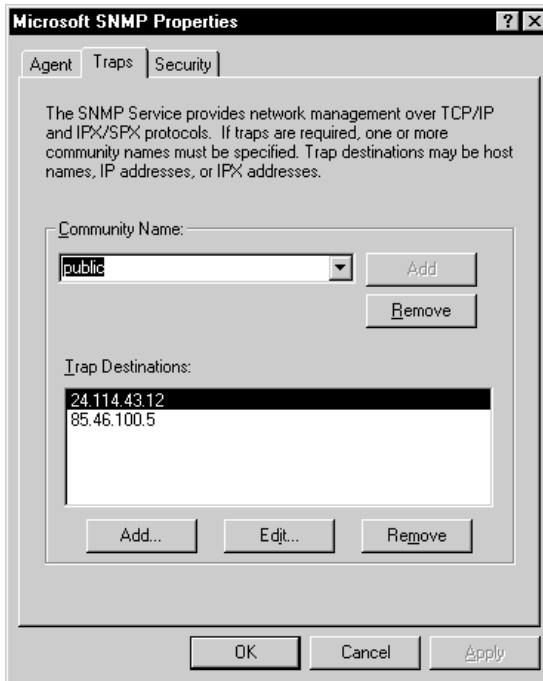 Microsoft SNMP Properties
Agent Traps Security
The SNMP Service provides network management over TCP/IP
and IPX/SPX protocols. If traps are required, one or more
community names must be specified. Trap destinations may be host
names, IP addresses, or IPX addresses.
Community Name:
public Add
Remove
Trap Destinations:
24.114.43.12
85.46.100.5
Add... Edit... Remove
OK Cancel Apply